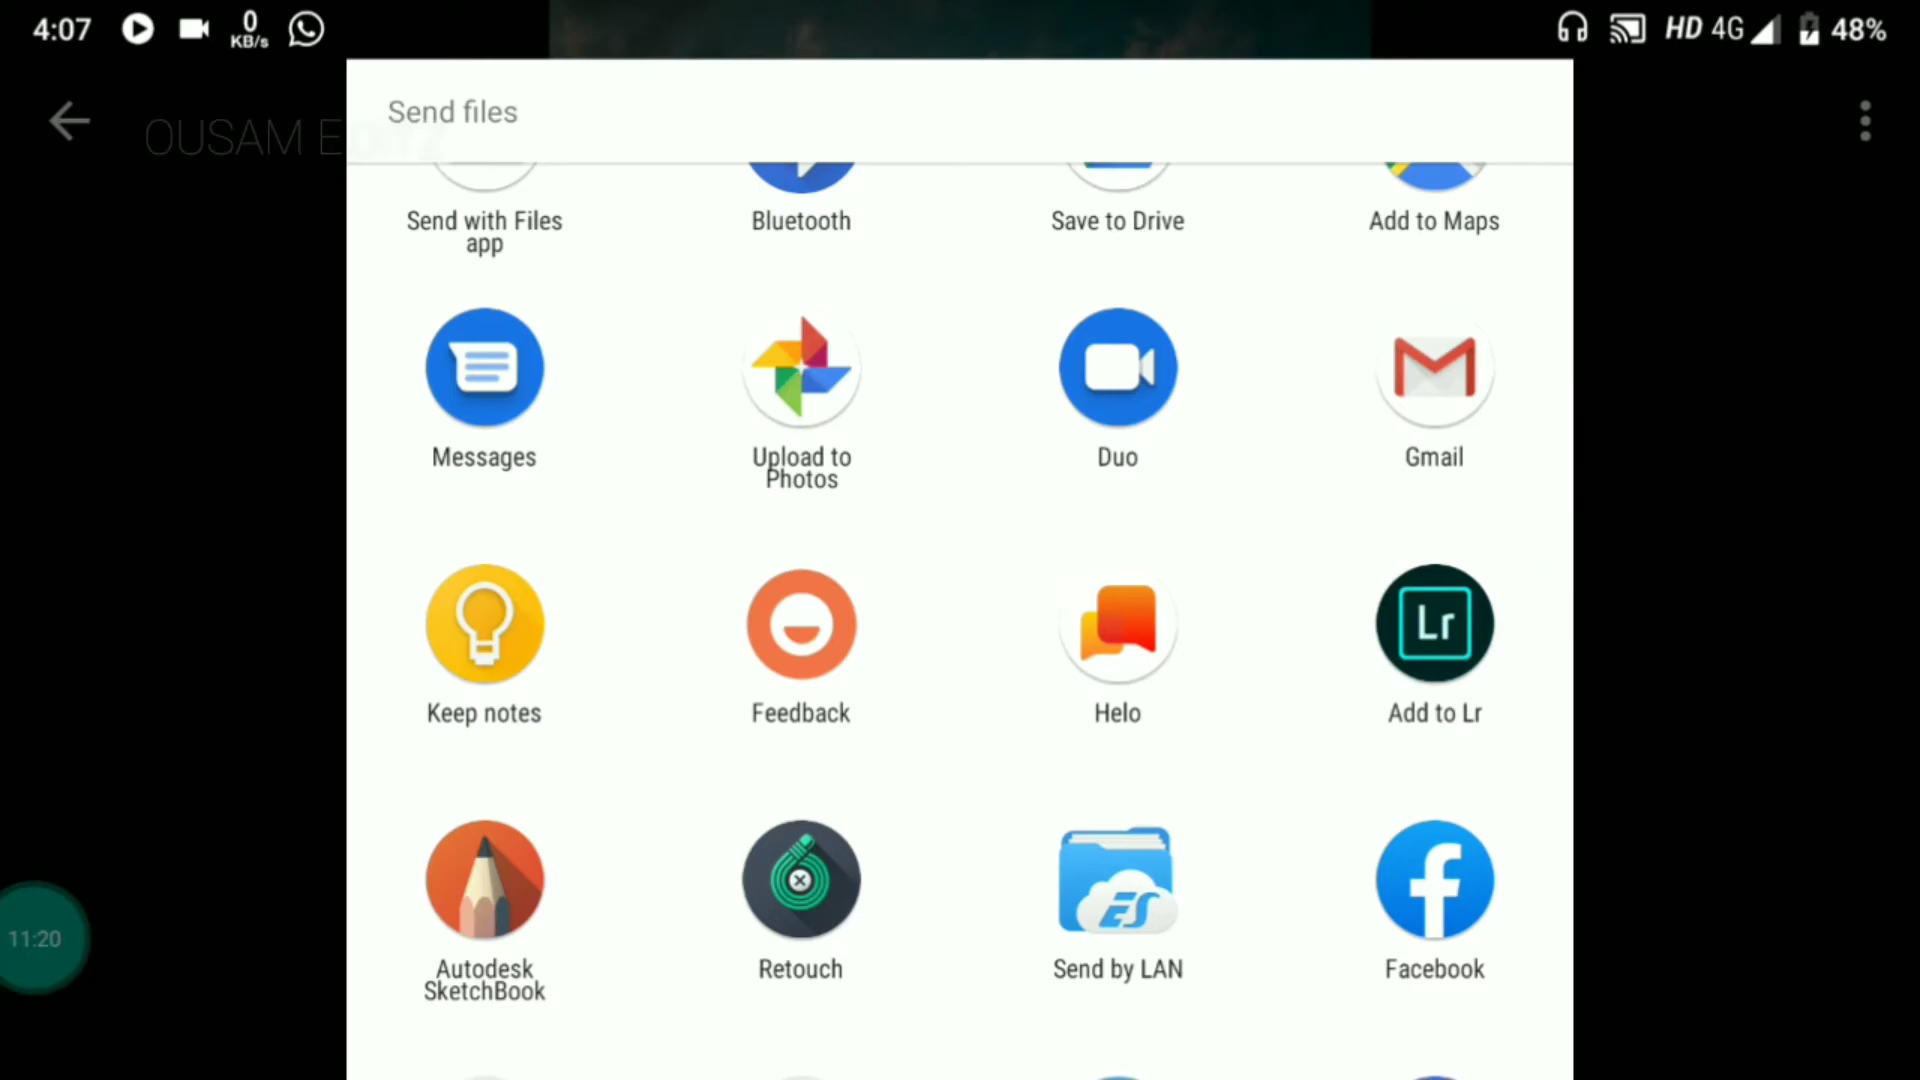 4:07
0
KB/s
HD 4G 48%
OUSAM E
Send files
Send with Files
app
Bluetooth
Save to Drive
Add to Maps
Messages
Upload to
Photos
Duo
Gmail
Keep notes
Feedback
Helo
Lr
Add to Lr
Autodesk
SketchBook
Retouch
ES
Send by LAN
Facebook
11:20